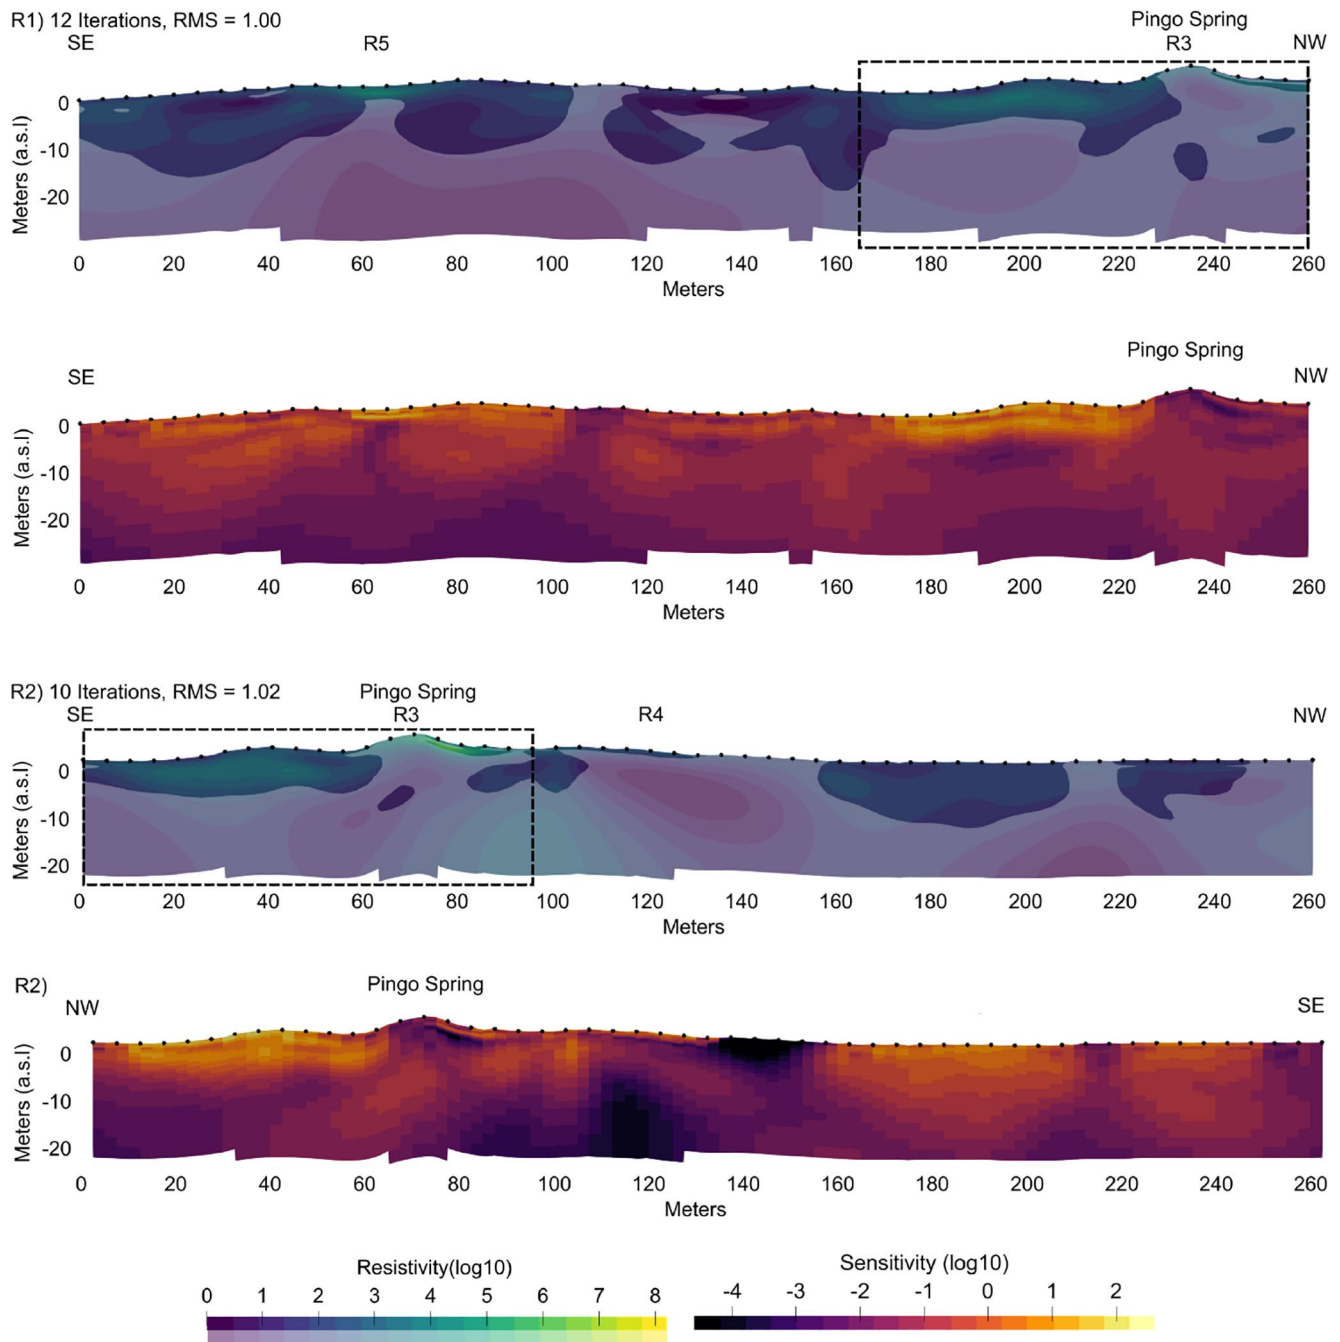 R1) 12 Iterations, RMS = 1.00
Pingo Spring
SE R5 R3 NW
Meters (a.s.l)
0
-10
-20
0 20 40 60 80 100 120 140 160 180 200 220 240 260
Meters
Pingo Spring
SE NW
Meters (a.s.l)
0
-10
-20
0 20 40 60 80 100 120 140 160 180 200 220 240 260
Meters
R2) 10 Iterations, RMS = 1.02 Pingo Spring
SE R3 R4 NW
Meters (a.s.l)
0
-10
-20
0 20 40 60 80 100 120 140 160 180 200 220 240 260
Meters
R2) Pingo Spring
NW SE
Meters (a.s.l)
0
-10
-20
0 20 40 60 80 100 120 140 160 180 200 220 240 260
Meters
Resistivity(log10)
0 1 2 3 4 5 6 7 8
Sensitivity (log10)
-4 -3 -2 -1 0 1 2